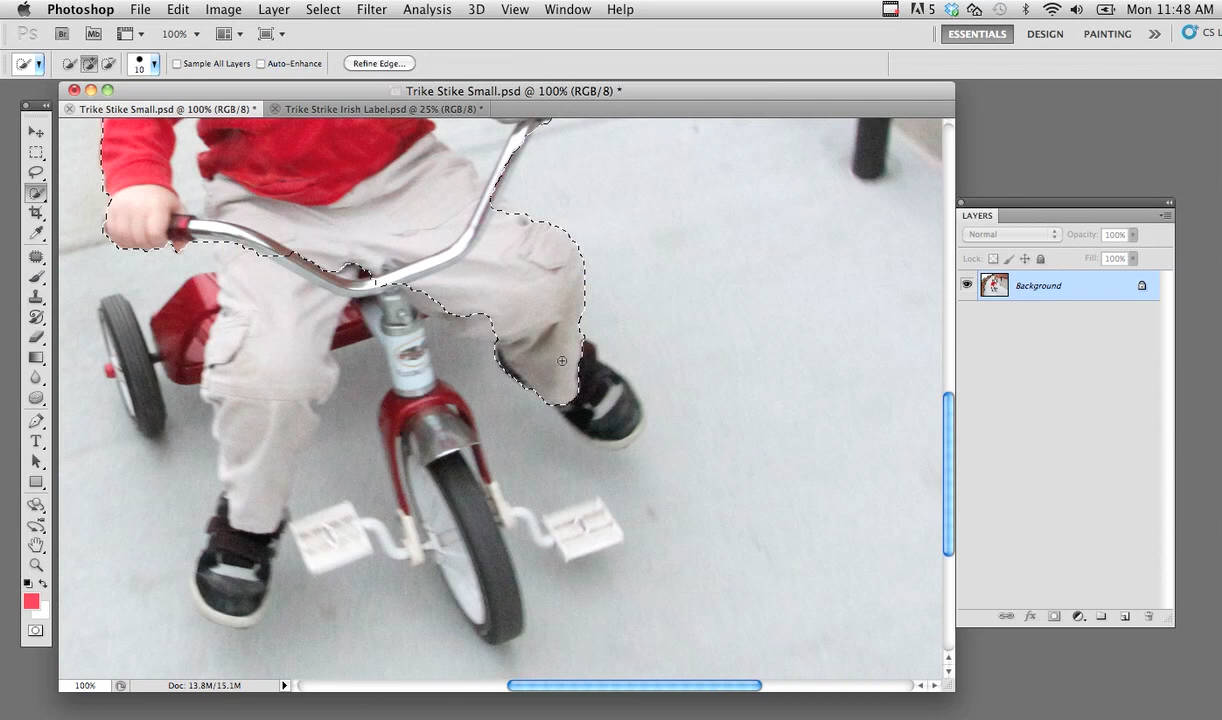 Photoshop File Edit Image Layer Select Filter Analysis 3D View Window Help 5 Mon 11:48 AM
Ps Br Mb 100% ESSENTIALS DESIGN PAINTING CS L
10 Sample All Layers Auto-Enhance Refine Edge...
Trike Stike Small.psd @ 100% (RGB/8) *
Trike Stike Small.psd @ 100% (RGB/8) * Trike Strike Irish Label.psd @ 25% (RGB/8) *
LAYERS
Normal Opacity: 100%
Lock: Fill: 100%
Background
T
fx
100% Doc: 13.8M/15.1M